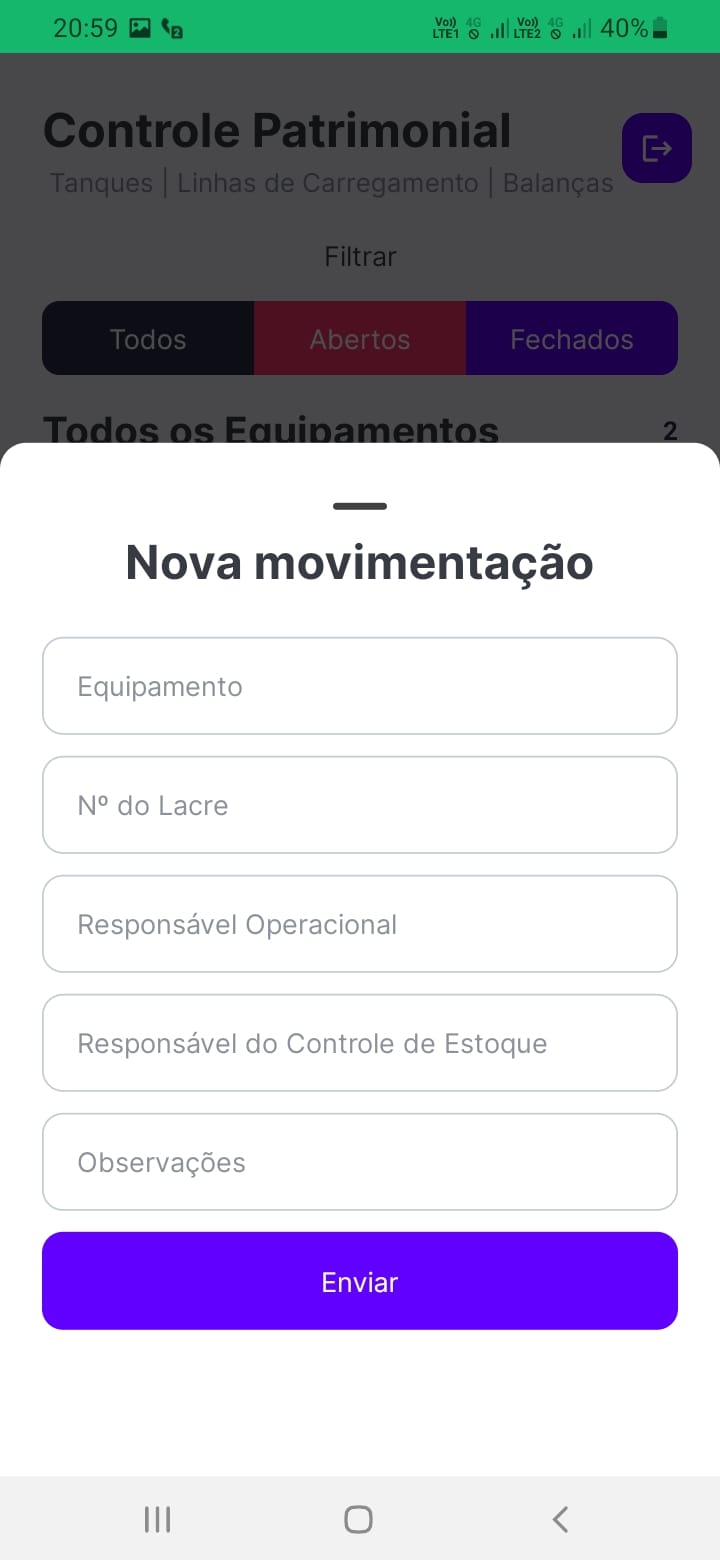 20:59 2 Vo)) LTE1 4G Vo)) LTE2 4G 40%
Controle Patrimonial
Tanques | Linhas de Carregamento | Balanças
Filtrar
Todos Abertos Fechados
Todos os Equipamentos 2
Nova movimentação
Equipamento
Nº do Lacre
Responsável Operacional
Responsável do Controle de Estoque
Observações
Enviar